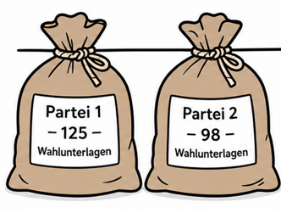 Partei 1
– 125 –
Wahlunterlagen
Partei 2
– 98 –
Wahlunterlagen